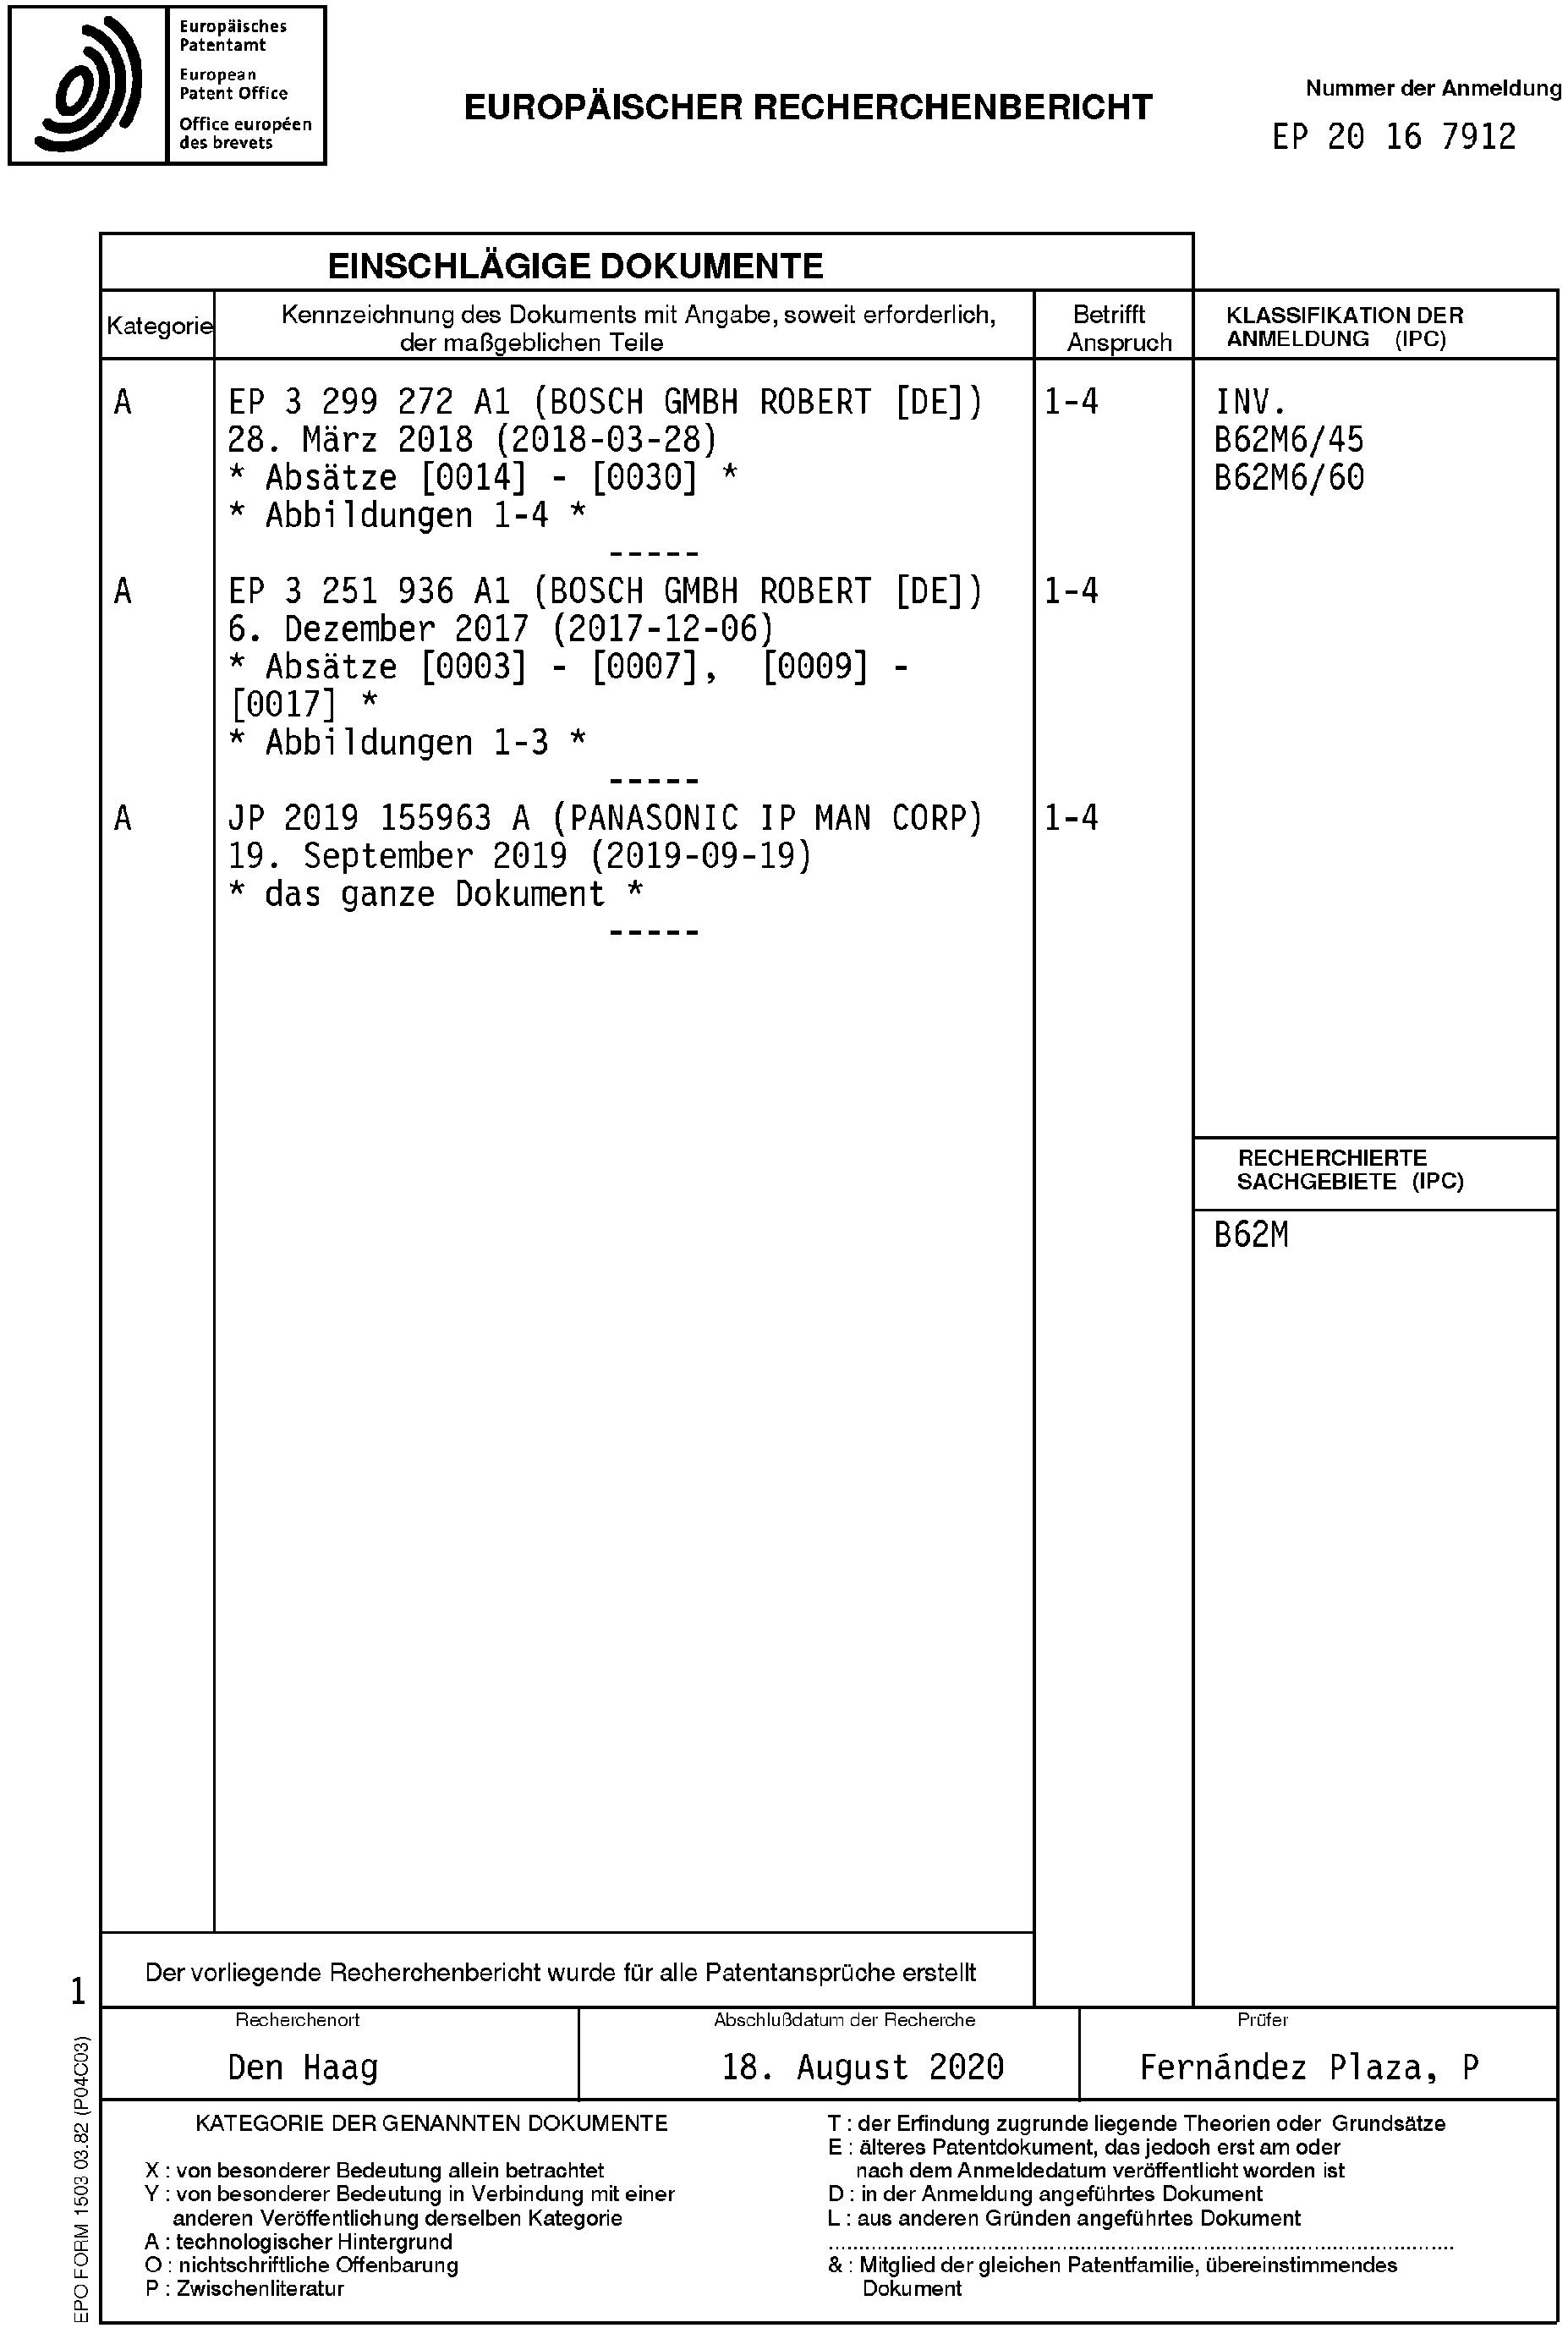 Europäisches
Patentamt
European
Patent Office
Office européen
des brevets
EUROPÄISCHER RECHERCHENBERICHT
Nummer der Anmeldung
EP 20 16 7912
EINSCHLÄGIGE DOKUMENTE
Kategorie
Kennzeichnung des Dokuments mit Angabe, soweit erforderlich,
der maßgeblichen Teile
Betrifft
Anspruch
KLASSIFIKATION DER
ANMELDUNG (IPC)
A
EP 3 299 272 A1 (BOSCH GMBH ROBERT [DE])
28. März 2018 (2018-03-28)
* Absätze [0014] - [0030] *
* Abbildungen 1-4 *
-----
1-4
A
EP 3 251 936 A1 (BOSCH GMBH ROBERT [DE])
6. Dezember 2017 (2017-12-06)
* Absätze [0003] - [0007], [0009] -
[0017] *
* Abbildungen 1-3 *
-----
1-4
A
JP 2019 155963 A (PANASONIC IP MAN CORP)
19. September 2019 (2019-09-19)
* das ganze Dokument *
-----
1-4
INV.
B62M6/45
B62M6/60
RECHERCHIERTE
SACHGEBIETE (IPC)
B62M
Der vorliegende Recherchenbericht wurde für alle Patentansprüche erstellt
1
Recherchenort
Den Haag
Abschlußdatum der Recherche
18. August 2020
Prüfer
Fernández Plaza, P
KATEGORIE DER GENANNTEN DOKUMENTE
X : von besonderer Bedeutung allein betrachtet
Y : von besonderer Bedeutung in Verbindung mit einer
anderen Veröffentlichung derselben Kategorie
A : technologischer Hintergrund
O : nichtschriftliche Offenbarung
P : Zwischenliteratur
T : der Erfindung zugrunde liegende Theorien oder Grundsätze
E : älteres Patentdokument, das jedoch erst am oder
nach dem Anmeldedatum veröffentlicht worden ist
D : in der Anmeldung angeführtes Dokument
L : aus anderen Gründen angeführtes Dokument
& : Mitglied der gleichen Patentfamilie, übereinstimmendes
Dokument
EPO FORM 1503 03.82 (P04C03)